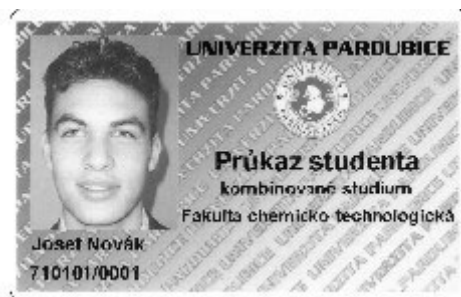 UNIVERZITA PARDUBICE
Průkaz studenta
kombinované studium
Fakulta chemicko-technologická
Josef Novák
710101/0001